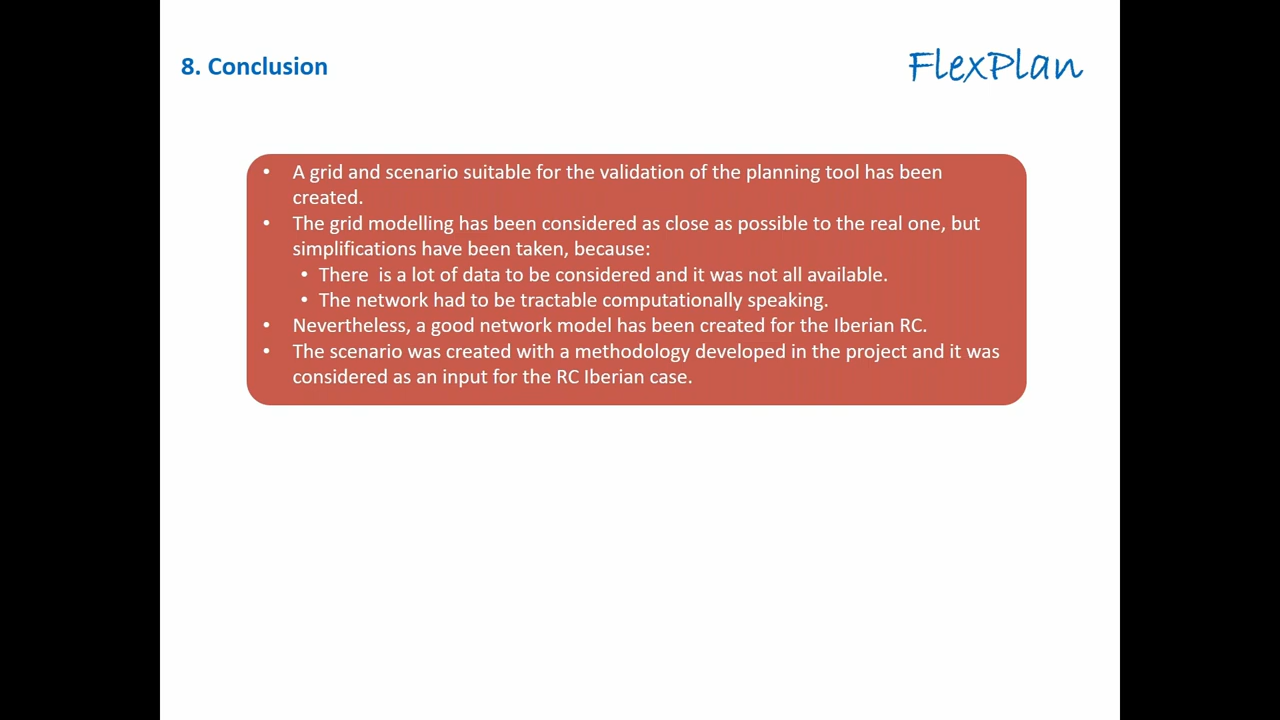 8. Conclusion
FlexPlan
• A grid and scenario suitable for the validation of the planning tool has been
created.
• The grid modelling has been considered as close as possible to the real one, but
simplifications have been taken, because:
• There  is a lot of data to be considered and it was not all available.
• The network had to be tractable computationally speaking.
• Nevertheless, a good network model has been created for the Iberian RC.
• The scenario was created with a methodology developed in the project and it was
considered as an input for the RC Iberian case.